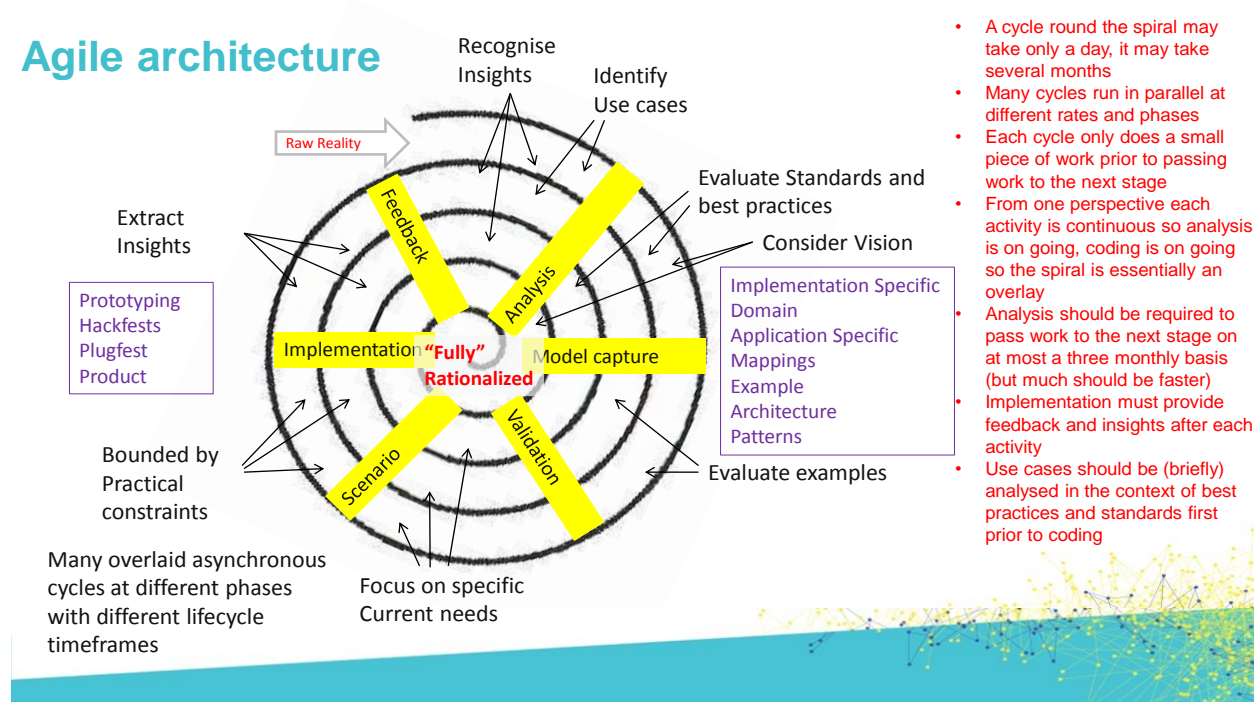 Agile architecture
Recognise
Insights
Identify
Use cases
Raw Reality
Evaluate Standards and
best practices
Consider Vision
Extract
Insights
Prototyping
Hackfests
Plugfest
Product
Feedback
Analysis
Implementation
"Fully"
Rationalized
Model capture
Scenario
Validation
Implementation Specific
Domain
Application Specific
Mappings
Example
Architecture
Patterns
Evaluate examples
Bounded by
Practical
constraints
Many overlaid asynchronous
cycles at different phases
with different lifecycle
timeframes
Focus on specific
Current needs
• A cycle round the spiral may
take only a day, it may take
several months
• Many cycles run in parallel at
different rates and phases
• Each cycle only does a small
piece of work prior to passing
work to the next stage
• From one perspective each
activity is continuous so analysis
is on going, coding is on going
so the spiral is essentially an
overlay
• Analysis should be required to
pass work to the next stage on
at most a three monthly basis
(but much should be faster)
• Implementation must provide
feedback and insights after each
activity
• Use cases should be (briefly)
analysed in the context of best
practices and standards first
prior to coding